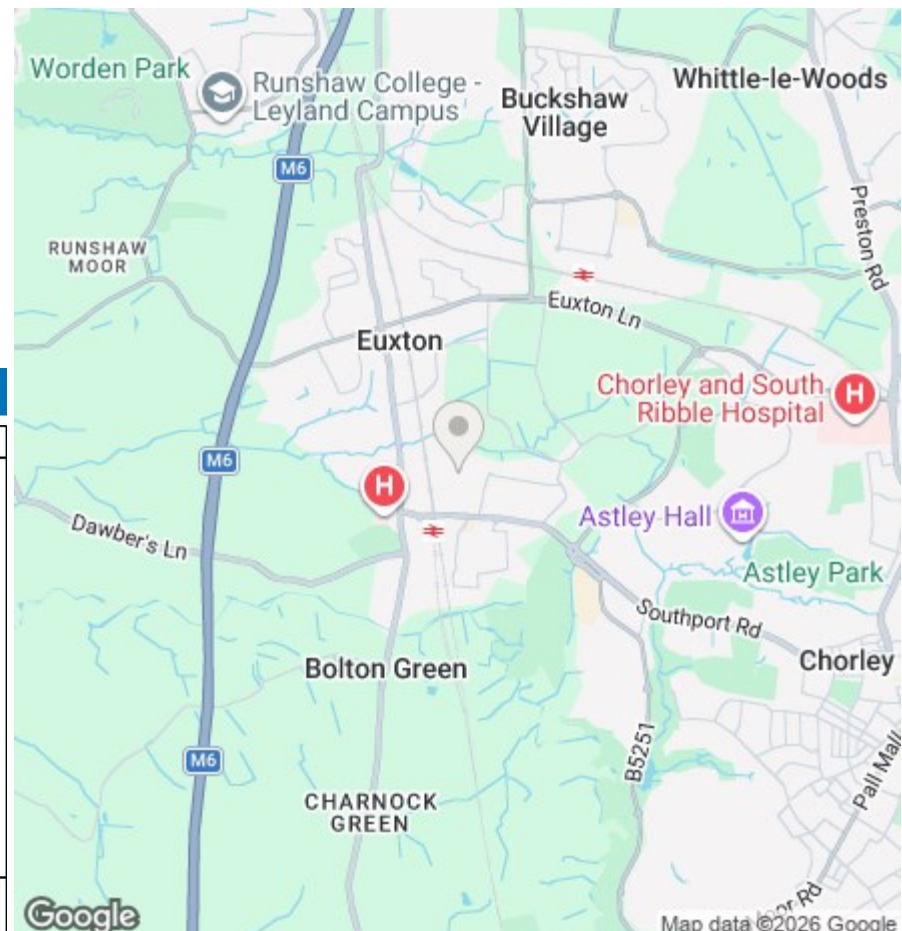 Worden Park
Runshaw College -
Leyland Campus
Buckshaw
Village
Whittle-le-Woods
M6
RUNSHAW
MOOR
Preston Rd
Euxton Ln
Euxton
Chorley and South
Ribble Hospital
H
M6
H
Astley Hall
Dawber's Ln
Astley Park
Southport Rd
Bolton Green
Chorley
B5251
M6
Pall Mall
CHARNOCK
GREEN
Moor Rd
Google
Map data ©2026 Google